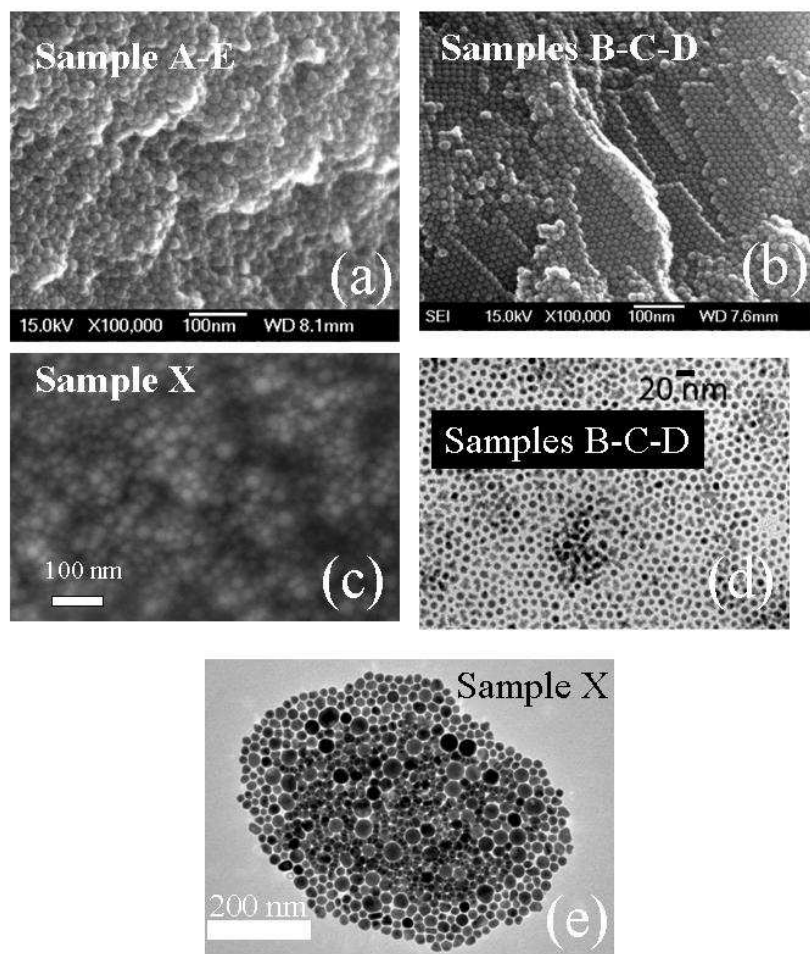 Sample A-E
(a)
15.0kV X100,000 100nm WD 8.1mm
Samples B-C-D
(b)
SEI 15.0kV X100,000 100nm WD 7.6mm
Sample X
100 nm
(c)
20 nm
Samples B-C-D
(d)
Sample X
200 nm
(e)